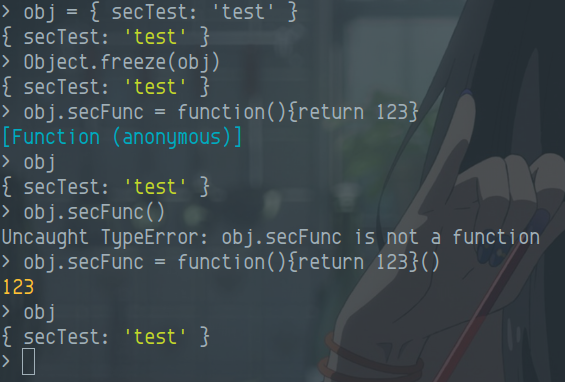 > obj = { secTest: 'test' }
{ secTest: 'test' }
> Object.freeze(obj)
{ secTest: 'test' }
> obj.secFunc = function(){return 123}
[Function (anonymous)]
> obj
{ secTest: 'test' }
> obj.secFunc()
Uncaught TypeError: obj.secFunc is not a function
> obj.secFunc = function(){return 123}()
123
> obj
{ secTest: 'test' }
>